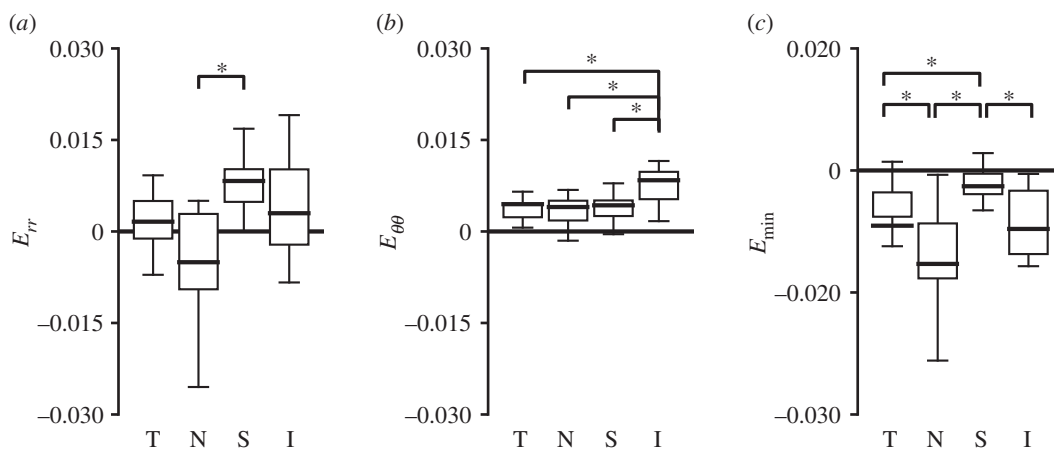 (a) (b) (c)
0.030 0.030 0.020
* * *
* * * * *
0.015 0.015 0
E_rr E_θθ E_min
0 0 –0.020
–0.015 –0.015
–0.030 –0.030 –0.030
T N S I T N S I T N S I